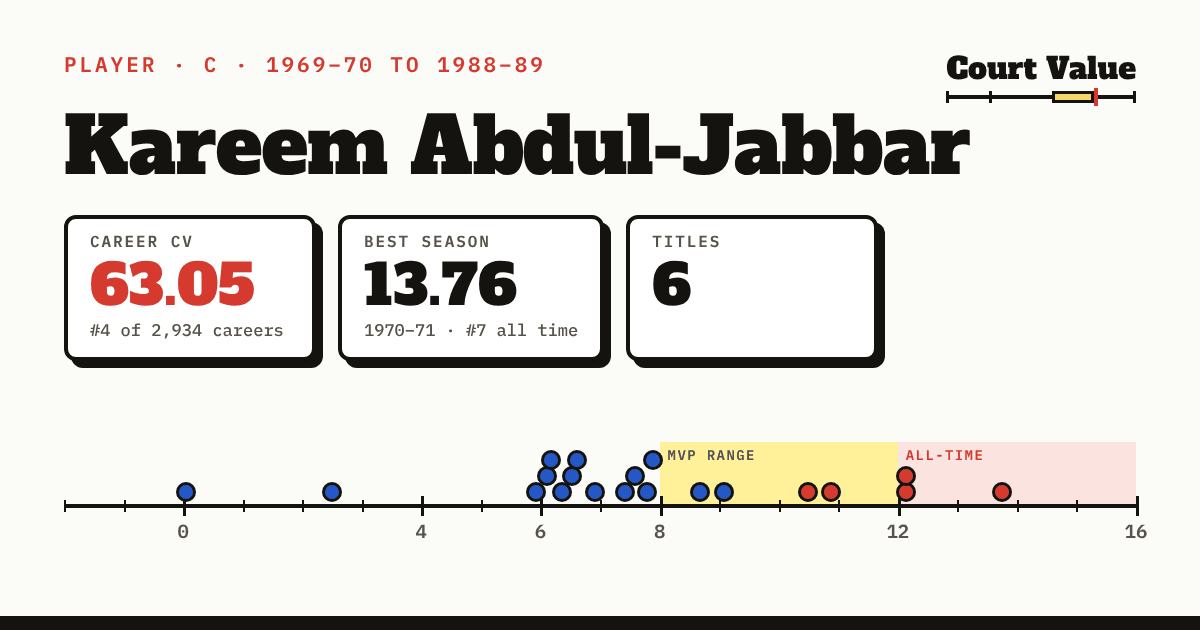 PLAYER · C · 1969–70 TO 1988–89
Court Value
Kareem Abdul-Jabbar
CAREER CV
63.05
#4 of 2,934 careers
BEST SEASON
13.76
1970–71 · #7 all time
TITLES
6
MVP RANGE
ALL-TIME
0 4 6 8 12 16